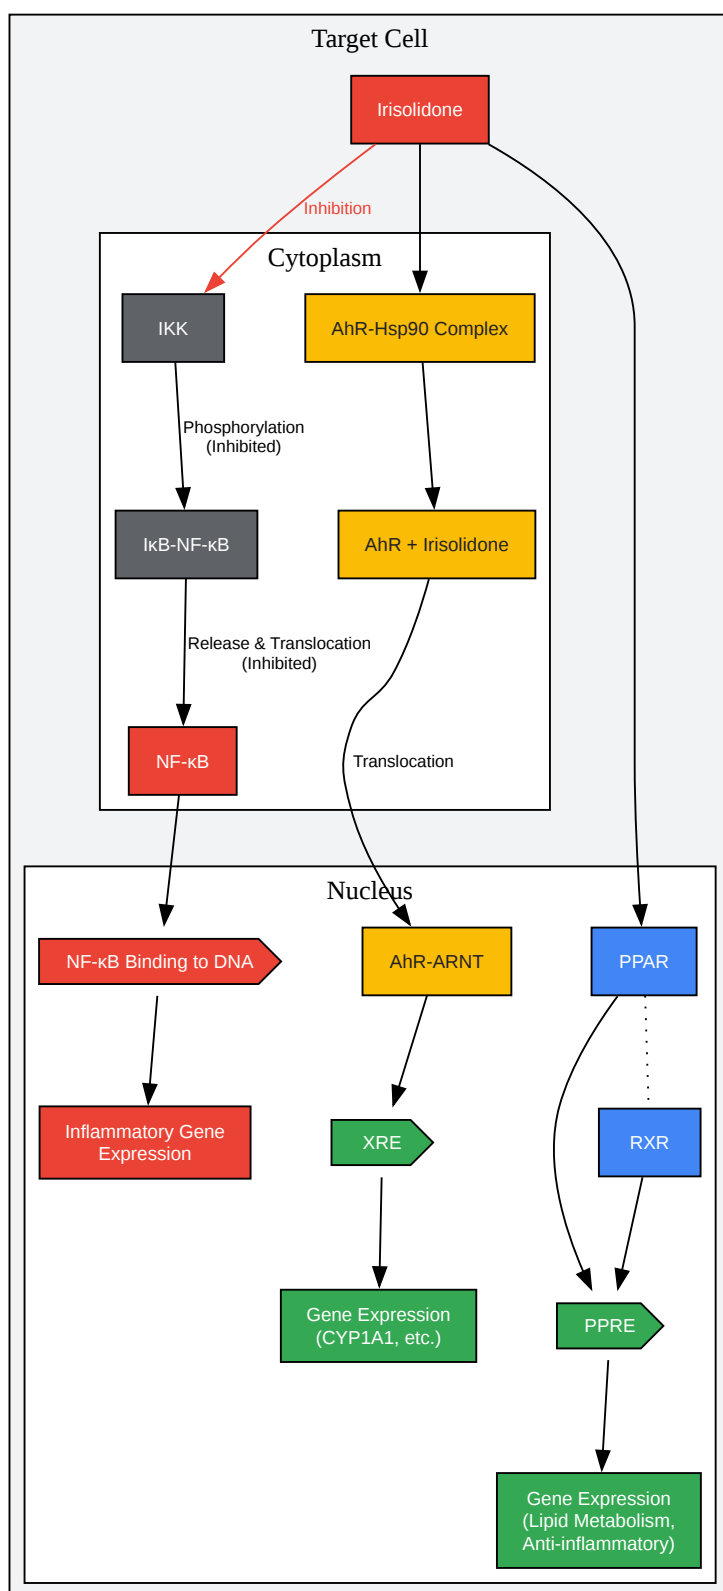 Target Cell
Irisolidone
Inhibition
Cytoplasm
IKK
AhR-Hsp90 Complex
Phosphorylation
(Inhibited)
IκB-NF-κB
AhR + Irisolidone
Release & Translocation
(Inhibited)
NF-κB
Translocation
Nucleus
NF-κB Binding to DNA
AhR-ARNT
PPAR
Inflammatory Gene
Expression
XRE
RXR
Gene Expression
(CYP1A1, etc.)
PPRE
Gene Expression
(Lipid Metabolism,
Anti-inflammatory)